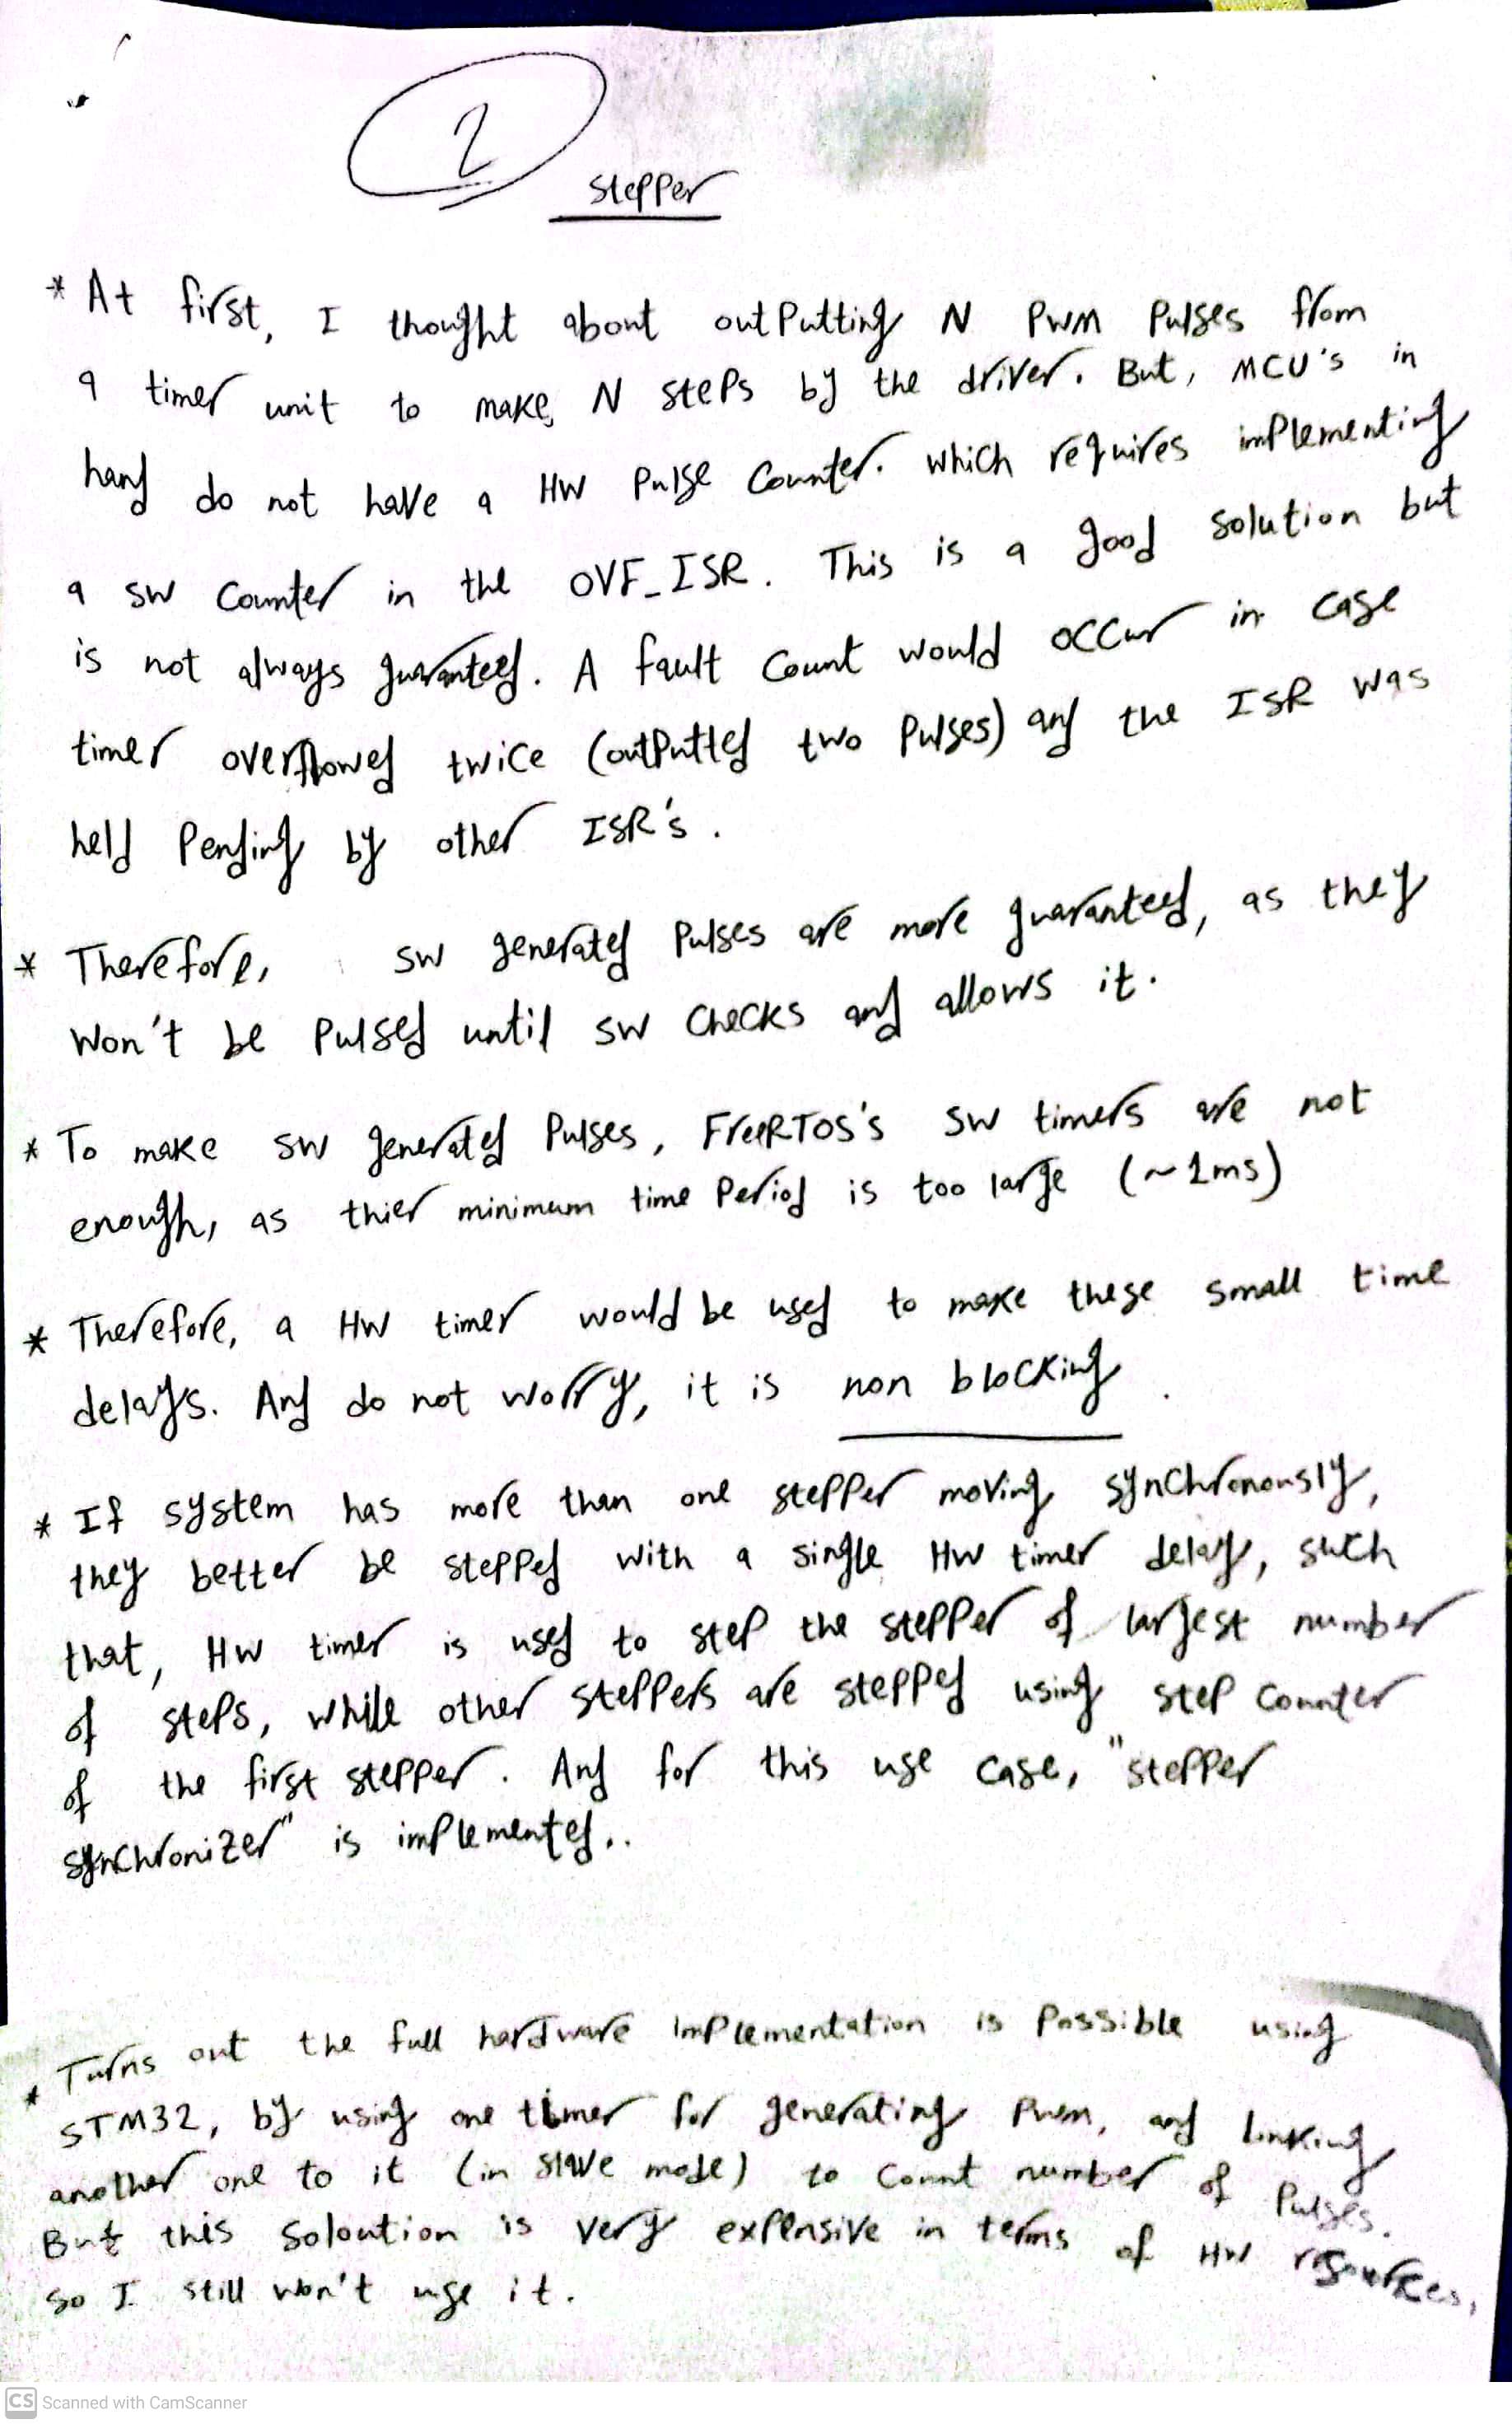 2
stepper
* At first, I thought about outputting N PWM Pulses from
a timer unit to make N steps by the driver. But, MCU's in
hand do not have a HW Pulse Counter. which requires implementing
a SW Counter in the OVF_ISR. This is a good solution but
is not always guaranteed. A fault Count would occur in case
timer overflowed twice (outputted two Pulses) and the ISR was
held Pending by other ISR's.
* Therefore, SW generated Pulses are more guaranteed, as they
Won't be Pulsed until SW Checks and allows it.
* To make SW generated Pulses, FreeRTOS's SW timers are not
enough, as thier minimum time Period is too large (~1ms)
* Therefore, a HW timer would be used to make these small time
delays. And do not worry, it is non blocking.
* If system has more than one stepper moving synchronously,
they better be stepped with a single HW timer delay, such
that, HW timer is used to step the stepper of largest number
of steps, while other steppers are stepped using step Counter
of the first stepper. And for this use case, "stepper
synchronizer" is implemented..
* Turns out the full hardware implementation is Possible using
STM32, by using one timer for generating Pwm, and linking
another one to it (in slave mode) to Count number of Pulses.
But this Soloution is very expensive in terms of HW resources,
so I still won't use it.
CS Scanned with CamScanner